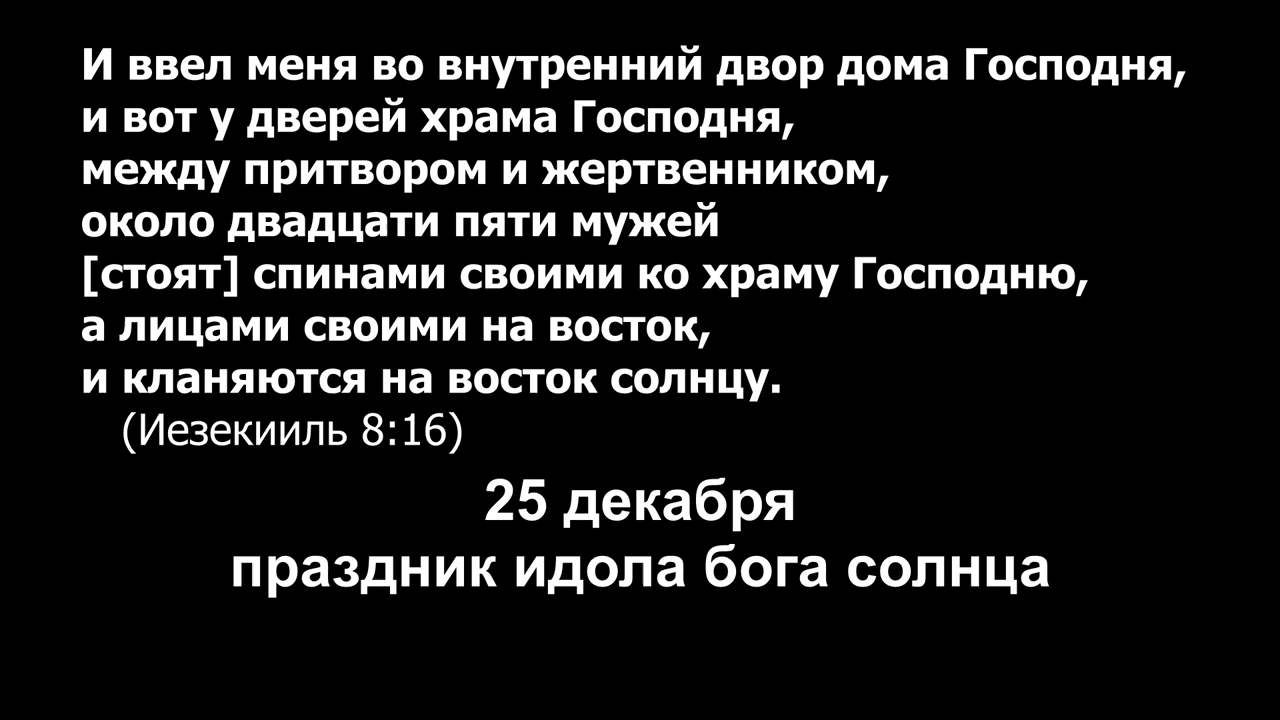 И ввел меня во внутренний двор дома Господня,
и вот у дверей храма Господня,
между притвором и жертвенником,
около двадцати пяти мужей
[стоят] спинами своими ко храму Господню,
а лицами своими на восток,
и кланяются на восток солнцу.
(Иезекииль 8:16)
25 декабря
праздник идола бога солнца